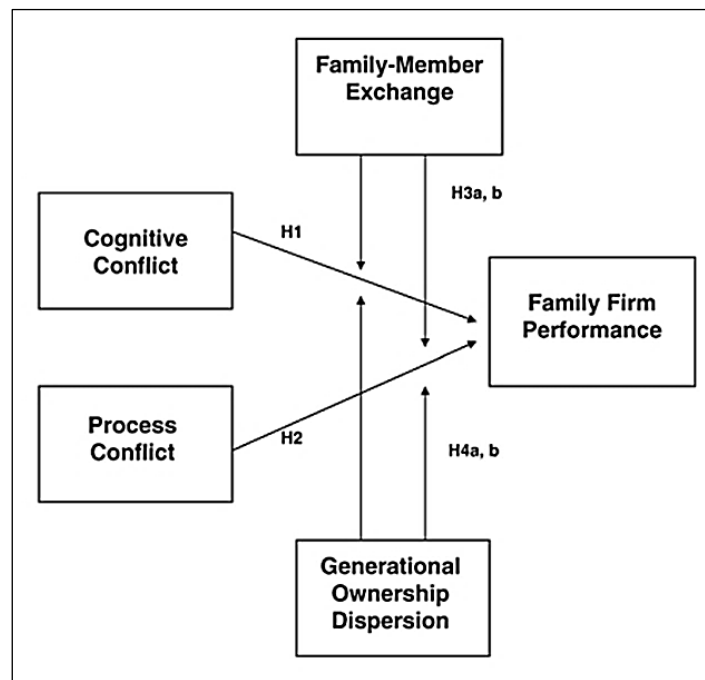 Family-Member
Exchange
H3a, b
Cognitive
Conflict
H1
Family Firm
Performance
Process
Conflict
H2
H4a, b
Generational
Ownership
Dispersion